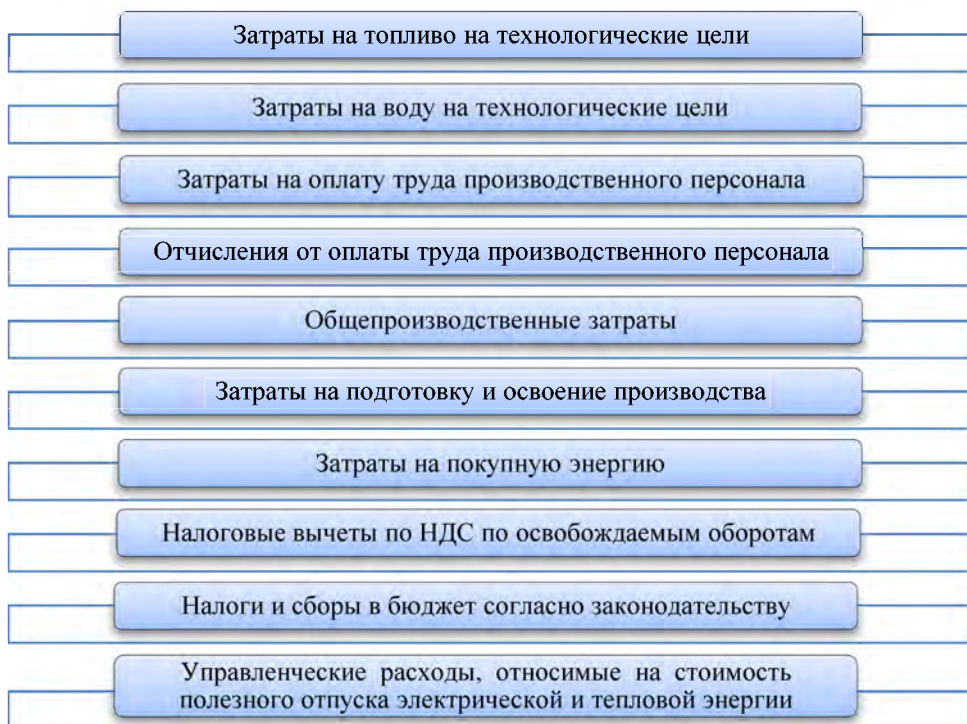 Затраты на топливо на технологические цели
Затраты на воду на технологические цели
Затраты на оплату труда производственного персонала
Отчисления от оплаты труда производственного персонала
Общепроизводственные затраты
Затраты на подготовку и освоение производства
Затраты на покупную энергию
Налоговые вычеты по НДС по освобождаемым оборотам
Налоги и сборы в бюджет согласно законодательству
Управленческие расходы, относимые на стоимость
полезного отпуска электрической и тепловой энергии